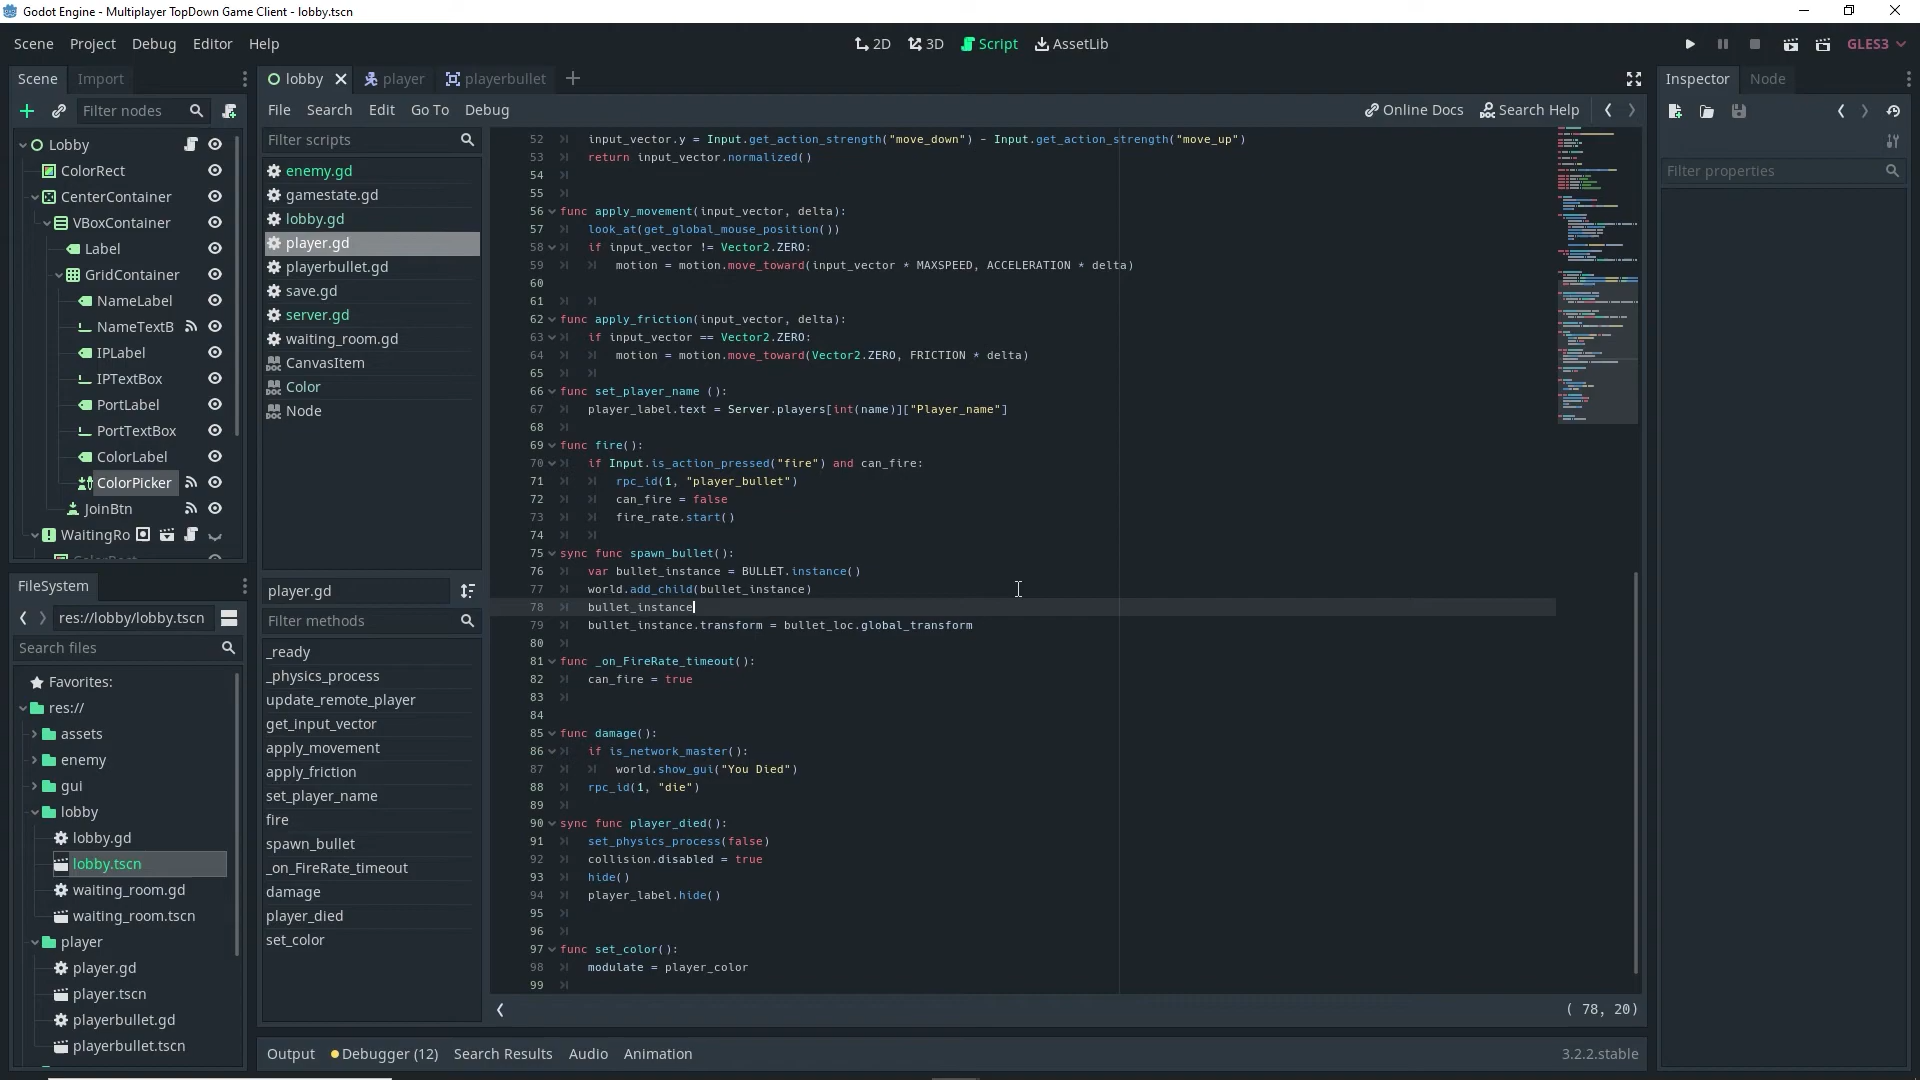 Godot Engine - Multiplayer TopDown Game Client - lobby.tscn
Scene Project Debug Editor Help
2D 3D Script AssetLib
GLES3
Scene Import
Filter nodes
Lobby
ColorRect
CenterContainer
VBoxContainer
Label
GridContainer
NameLabel
NameTextB
IPLabel
IPTextBox
PortLabel
PortTextBox
ColorLabel
ColorPicker
JoinBtn
WaitingRo
FileSystem
res://lobby/lobby.tscn
Search files
Favorites:
res://
assets
enemy
gui
lobby
lobby.gd
lobby.tscn
waiting_room.gd
waiting_room.tscn
player
player.gd
player.tscn
playerbullet.gd
playerbullet.tscn
lobby player playerbullet
File Search Edit Go To Debug
Online Docs Search Help
Filter scripts
enemy.gd
gamestate.gd
lobby.gd
player.gd
playerbullet.gd
save.gd
server.gd
waiting_room.gd
CanvasItem
Color
Node
player.gd
Filter methods
_ready
_physics_process
update_remote_player
get_input_vector
apply_movement
apply_friction
set_player_name
fire
spawn_bullet
_on_FireRate_timeout
damage
player_died
set_color
52 input_vector.y = Input.get_action_strength("move_down") - Input.get_action_strength("move_up")
53 return input_vector.normalized()
54
55
56 func apply_movement(input_vector, delta):
57 look_at(get_global_mouse_position())
58 if input_vector != Vector2.ZERO:
59 motion = motion.move_toward(input_vector * MAXSPEED, ACCELERATION * delta)
60
61
62 func apply_friction(input_vector, delta):
63 if input_vector == Vector2.ZERO:
64 motion = motion.move_toward(Vector2.ZERO, FRICTION * delta)
65
66 func set_player_name ():
67 player_label.text = Server.players[int(name)]["Player_name"]
68
69 func fire():
70 if Input.is_action_pressed("fire") and can_fire:
71 rpc_id(1, "player_bullet")
72 can_fire = false
73 fire_rate.start()
74
75 sync func spawn_bullet():
76 var bullet_instance = BULLET.instance()
77 world.add_child(bullet_instance)
78 bullet_instance
79 bullet_instance.transform = bullet_loc.global_transform
80
81 func _on_FireRate_timeout():
82 can_fire = true
83
84
85 func damage():
86 if is_network_master():
87 world.show_gui("You Died")
88 rpc_id(1, "die")
89
90 sync func player_died():
91 set_physics_process(false)
92 collision.disabled = true
93 hide()
94 player_label.hide()
95
96
97 func set_color():
98 modulate = player_color
99
( 78, 20)
Output Debugger (12) Search Results Audio Animation
3.2.2.stable
Inspector Node
Filter properties